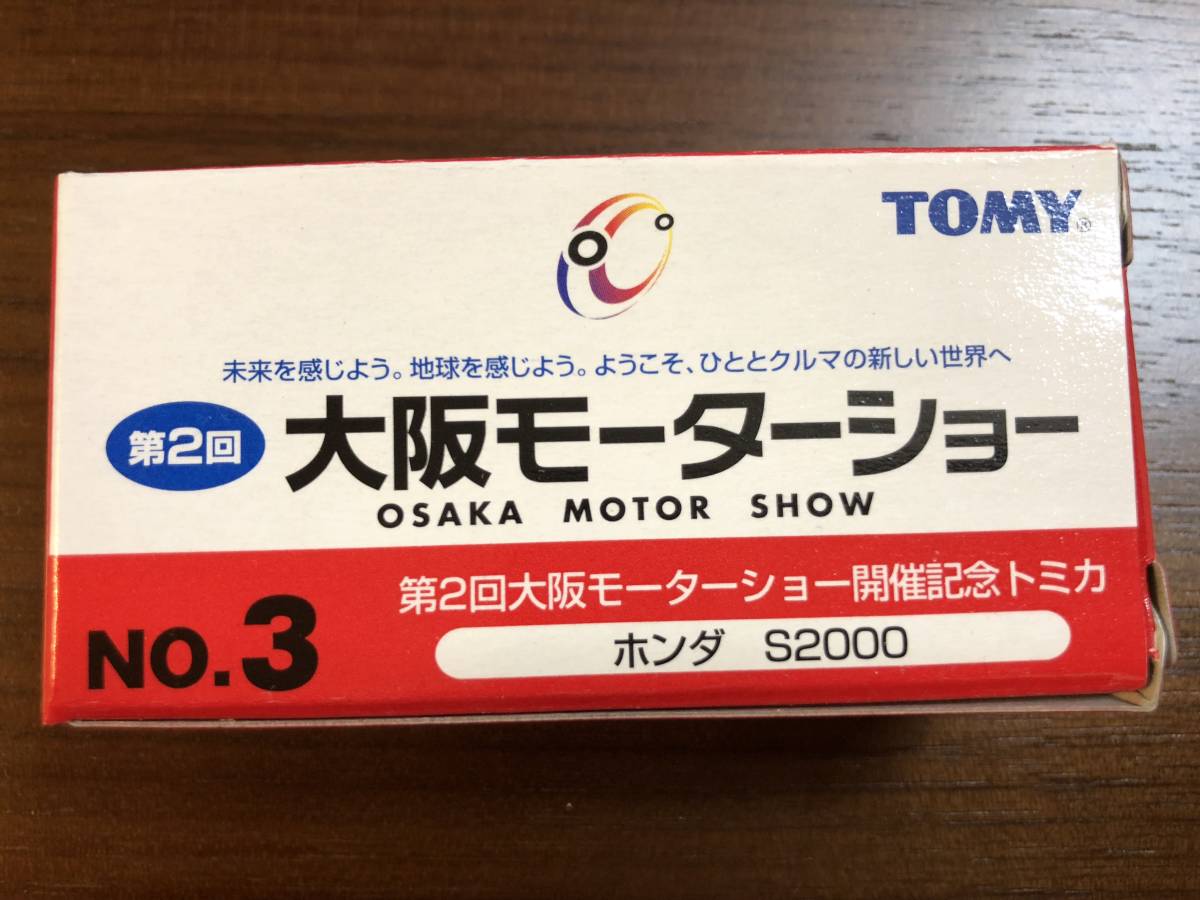 TOMY®
未来を感じよう。地球を感じよう。ようこそ、ひととクルマの新しい世界へ
第2回 大阪モーターショー
OSAKA MOTOR SHOW
第2回大阪モーターショー開催記念トミカ
NO.3 ホンダ S2000